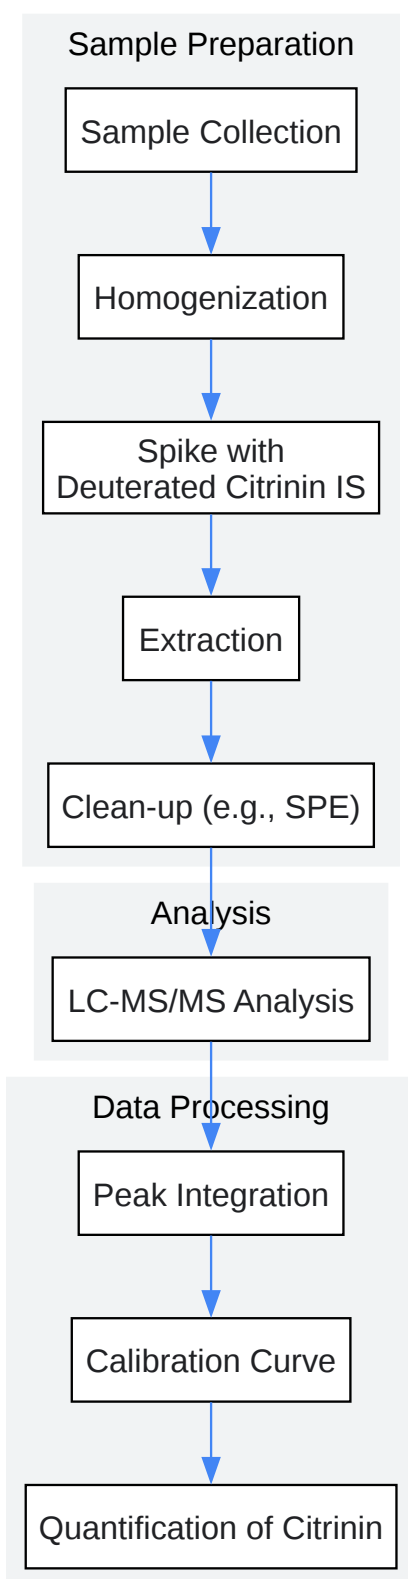 Sample Preparation
Sample Collection
Homogenization
Spike with
Deuterated Citrinin IS
Extraction
Clean-up (e.g., SPE)
Analysis
LC-MS/MS Analysis
Data Processing
Peak Integration
Calibration Curve
Quantification of Citrinin